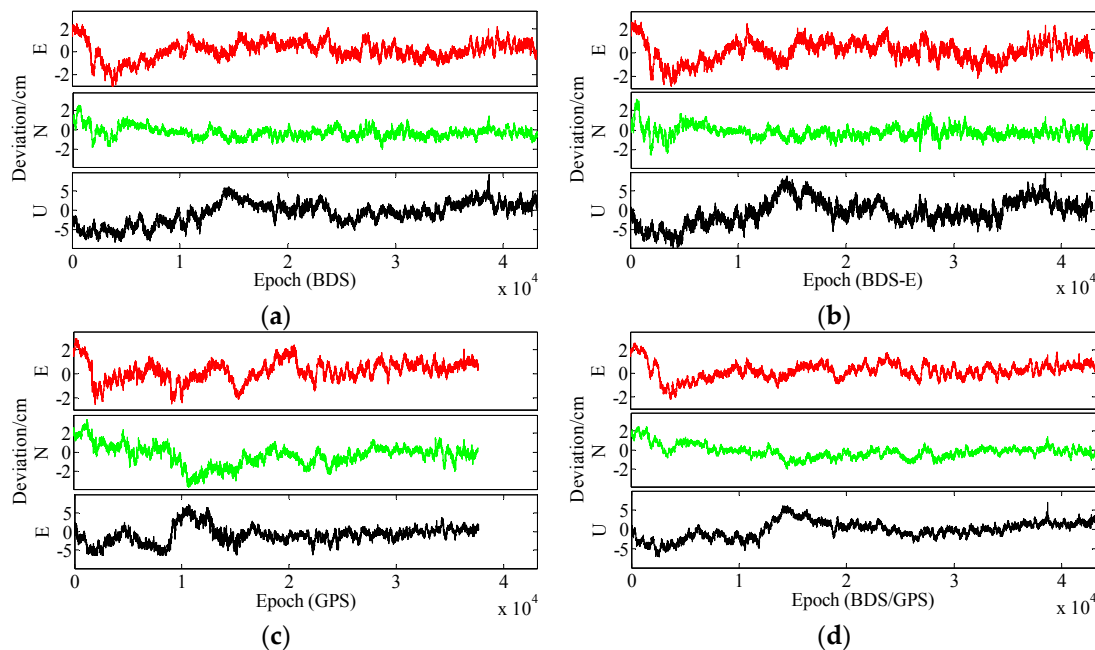 2
E 0
-2
2
N 0
-2
5
U 0
-5
Deviation/cm
0 1 2 3 4
Epoch (BDS)
x 10^4
(a)
2
E 0
-2
2
N 0
-2
5
U 0
-5
Deviation/cm
0 1 2 3 4
Epoch (BDS-E)
x 10^4
(b)
2
E 0
-2
2
N 0
-2
5
E 0
-5
Deviation/cm
0 1 2 3 4
Epoch (GPS)
x 10^4
(c)
2
E 0
-2
2
N 0
-2
5
U 0
-5
Deviation/cm
0 1 2 3 4
Epoch (BDS/GPS)
x 10^4
(d)